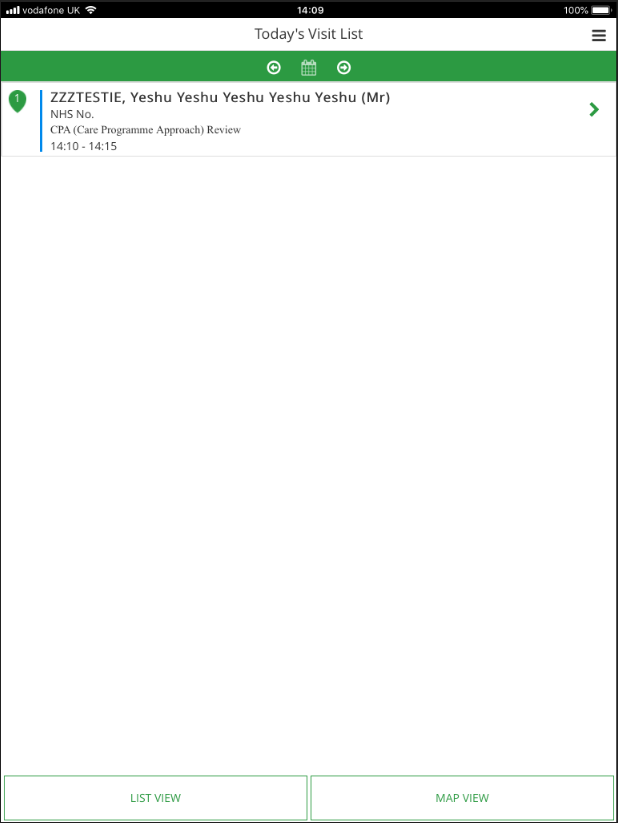 vodafone UK 14:09 100%
Today's Visit List
1
ZZZTESTIE, Yeshu Yeshu Yeshu Yeshu Yeshu (Mr)
NHS No.
CPA (Care Programme Approach) Review
14:10 - 14:15
LIST VIEW MAP VIEW